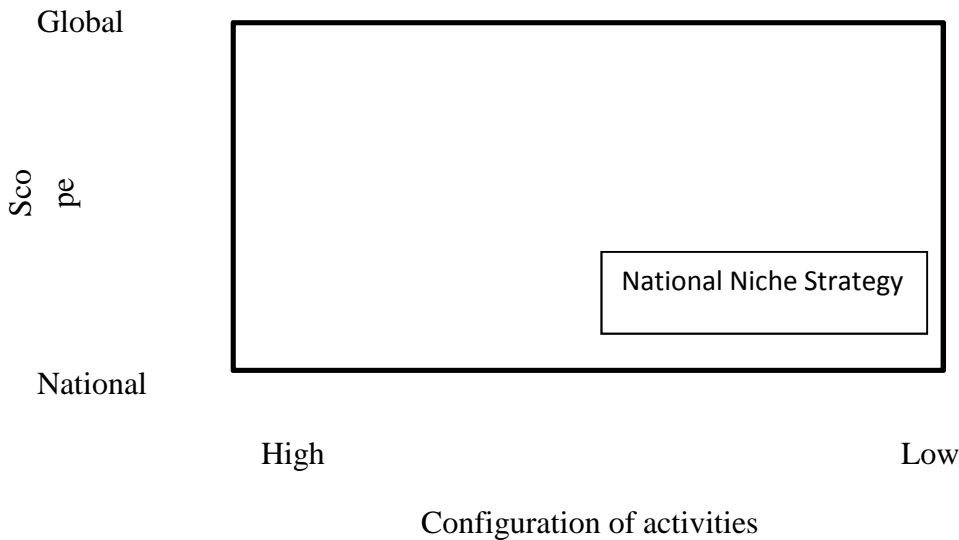 Global
Sco
pe
National Niche Strategy
National
High Low
Configuration of activities